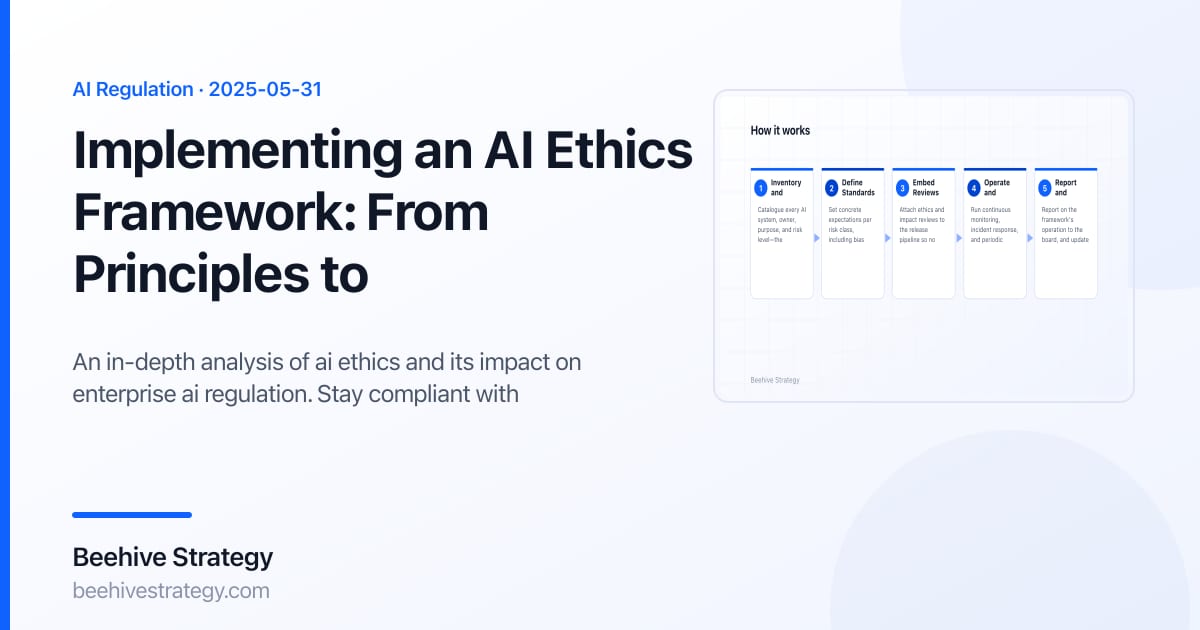 AI Regulation · 2025-05-31
Implementing an AI Ethics
Framework: From
Principles to
An in-depth analysis of ai ethics and its impact on
enterprise ai regulation. Stay compliant with
Beehive Strategy
beehivestrategy.com
How it works
1
Inventory
and
Catalogue every AI
system, owner,
purpose, and risk
level—the
2
Define
Standards
Set concrete
expectations per
risk class,
including bias
3
Embed
Reviews
Attach ethics and
impact reviews to
the release
pipeline so no
4
Operate
and
Run continuous
monitoring,
incident response,
and periodic
5
Report
and
Report on the
framework's
operation to the
board, and update
Beehive Strategy